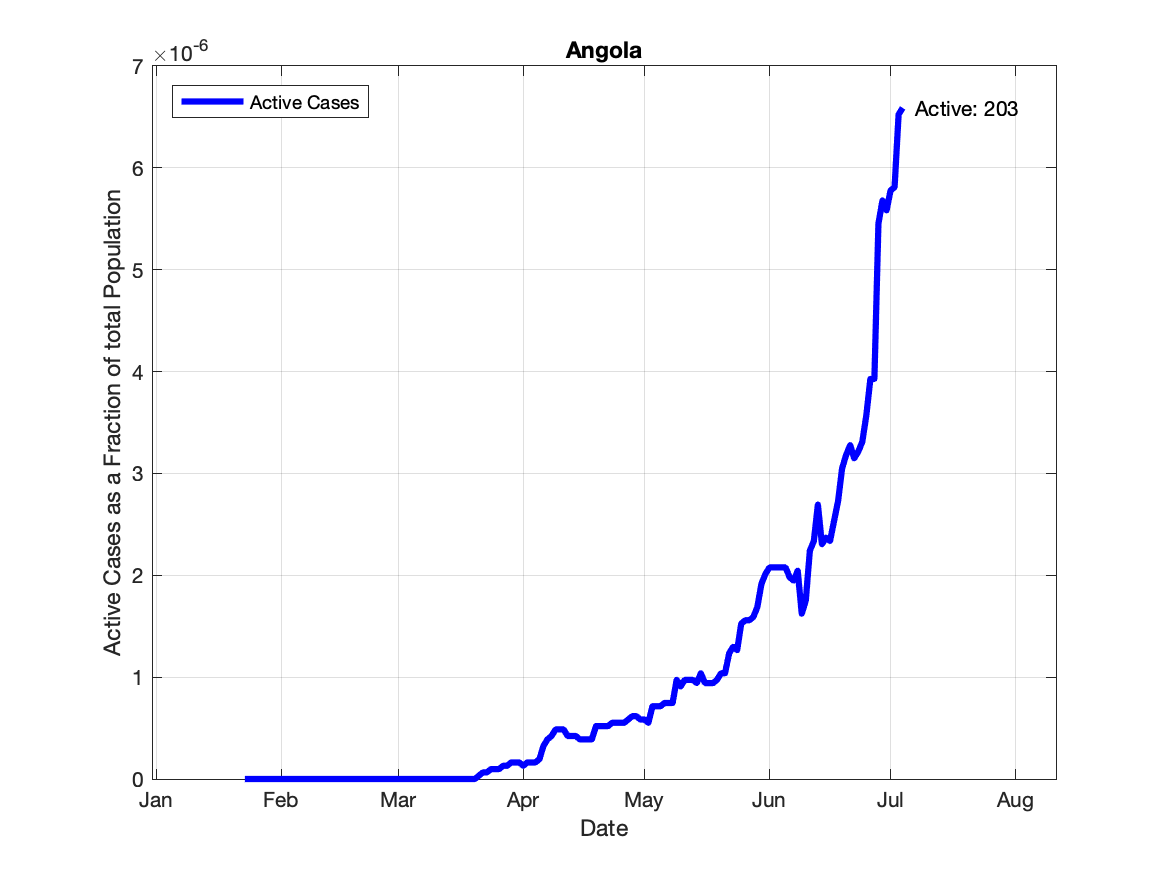 Angola
×10-6
Active Cases
Active: 203
Active Cases as a Fraction of total Population
7
6
5
4
3
2
1
0
Jan Feb Mar Apr May Jun Jul Aug
Date